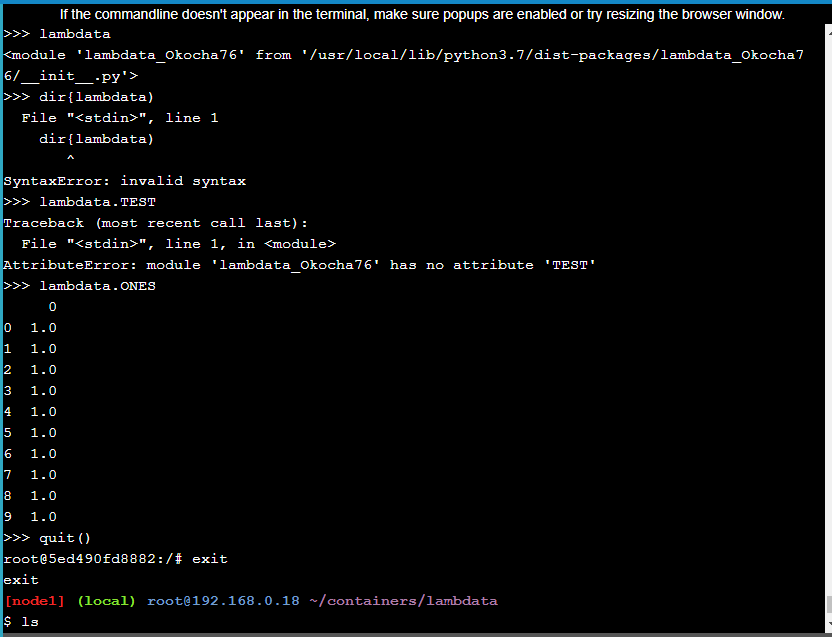 If the commandline doesn't appear in the terminal, make sure popups are enabled or try resizing the browser window.
>>> lambdata
<module 'lambdata_Okocha76' from '/usr/local/lib/python3.7/dist-packages/lambdata_Okocha7
6/__init__.py'>
>>> dir{lambdata)
  File "<stdin>", line 1
    dir{lambdata)
       ^
SyntaxError: invalid syntax
>>> lambdata.TEST
Traceback (most recent call last):
  File "<stdin>", line 1, in <module>
AttributeError: module 'lambdata_Okocha76' has no attribute 'TEST'
>>> lambdata.ONES
     0
0  1.0
1  1.0
2  1.0
3  1.0
4  1.0
5  1.0
6  1.0
7  1.0
8  1.0
9  1.0
>>> quit()
root@5ed490fd8882:/# exit
exit
[node1] (local) root@192.168.0.18 ~/containers/lambdata
$ ls